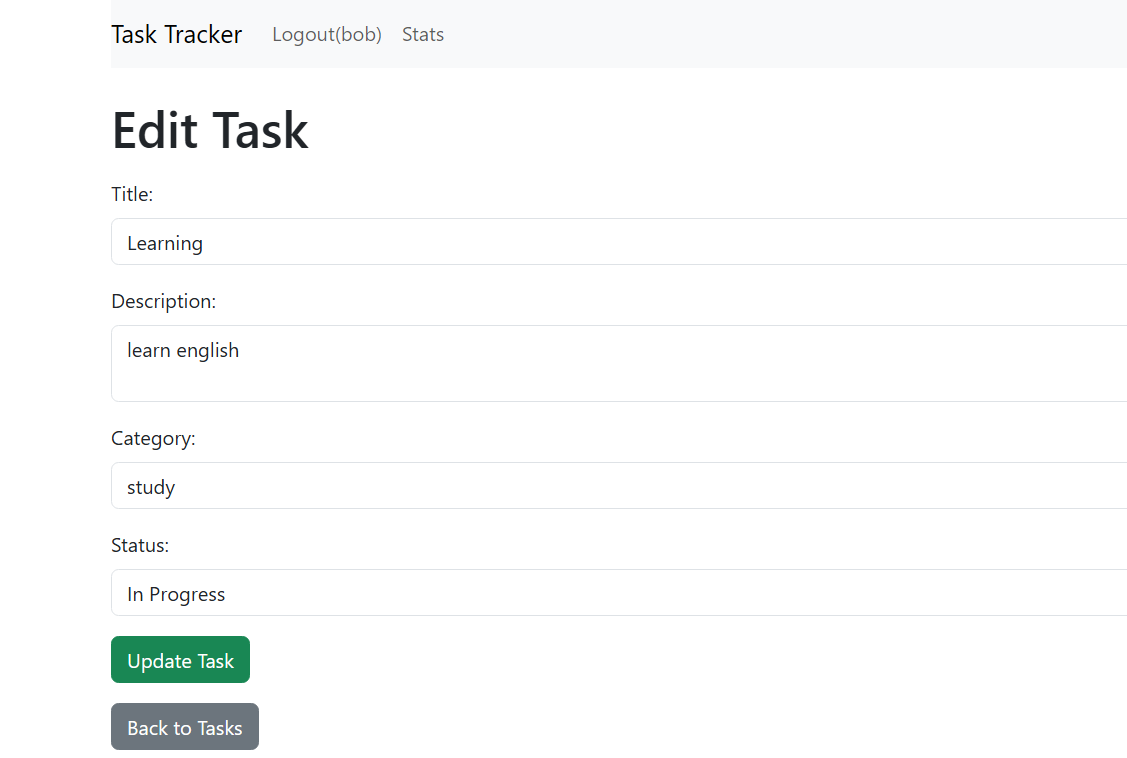 Task Tracker Logout(bob) Stats
Edit Task
Title:
Learning
Description:
learn english
Category:
study
Status:
In Progress
Update Task
Back to Tasks